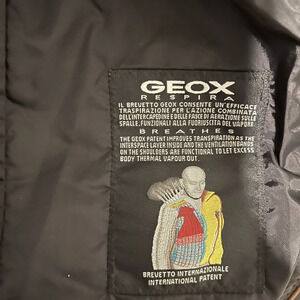 GEOX
RESPIRA
IL BREVETTO GEOX CONSENTE UN'EFFICACE
TRASPIRAZIONE PER L'AZIONE COMBINATA
DELL'INTERCAPEDINE E DELLE FASCE DI AERAZIONE SULLE
SPALLE, FUNZIONALI ALLA FUORIUSCITA DEL VAPORE
BREATHES
THE GEOX PATENT IMPROVES TRANSPIRATION AS THE
INTERSPACE LAYER INSIDE AND THE VENTILATION BANDS
ON THE SHOULDERS ARE FUNCTIONAL TO LET EXCESS
BODY THERMAL VAPOUR OUT.
BREVETTO INTERNAZIONALE
INTERNATIONAL PATENT